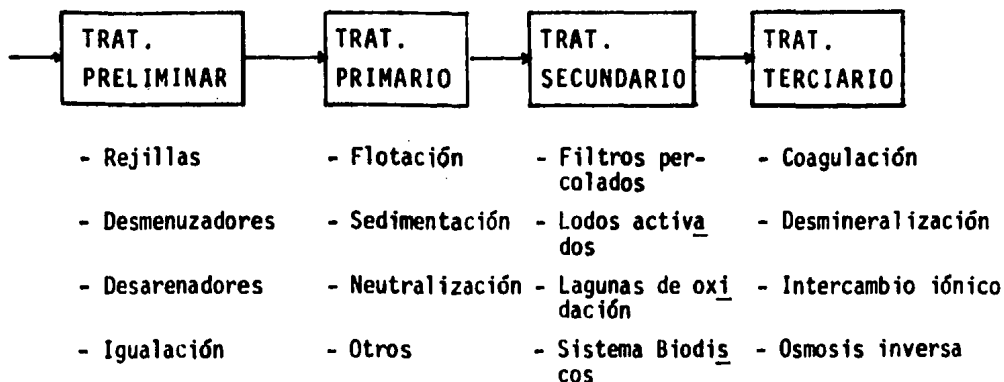 TRAT.
PRELIMINAR
TRAT.
PRIMARIO
TRAT.
SECUNDARIO
TRAT.
TERCIARIO
- Rejillas
- Desmenuzadores
- Desarenadores
- Igualación
- Flotación
- Sedimentación
- Neutralización
- Otros
- Filtros per-
colados
- Lodos activa
dos
- Lagunas de oxi
dación
- Sistema Biodis
cos
- Coagulación
- Desmineralización
- Intercambio iónico
- Osmosis inversa